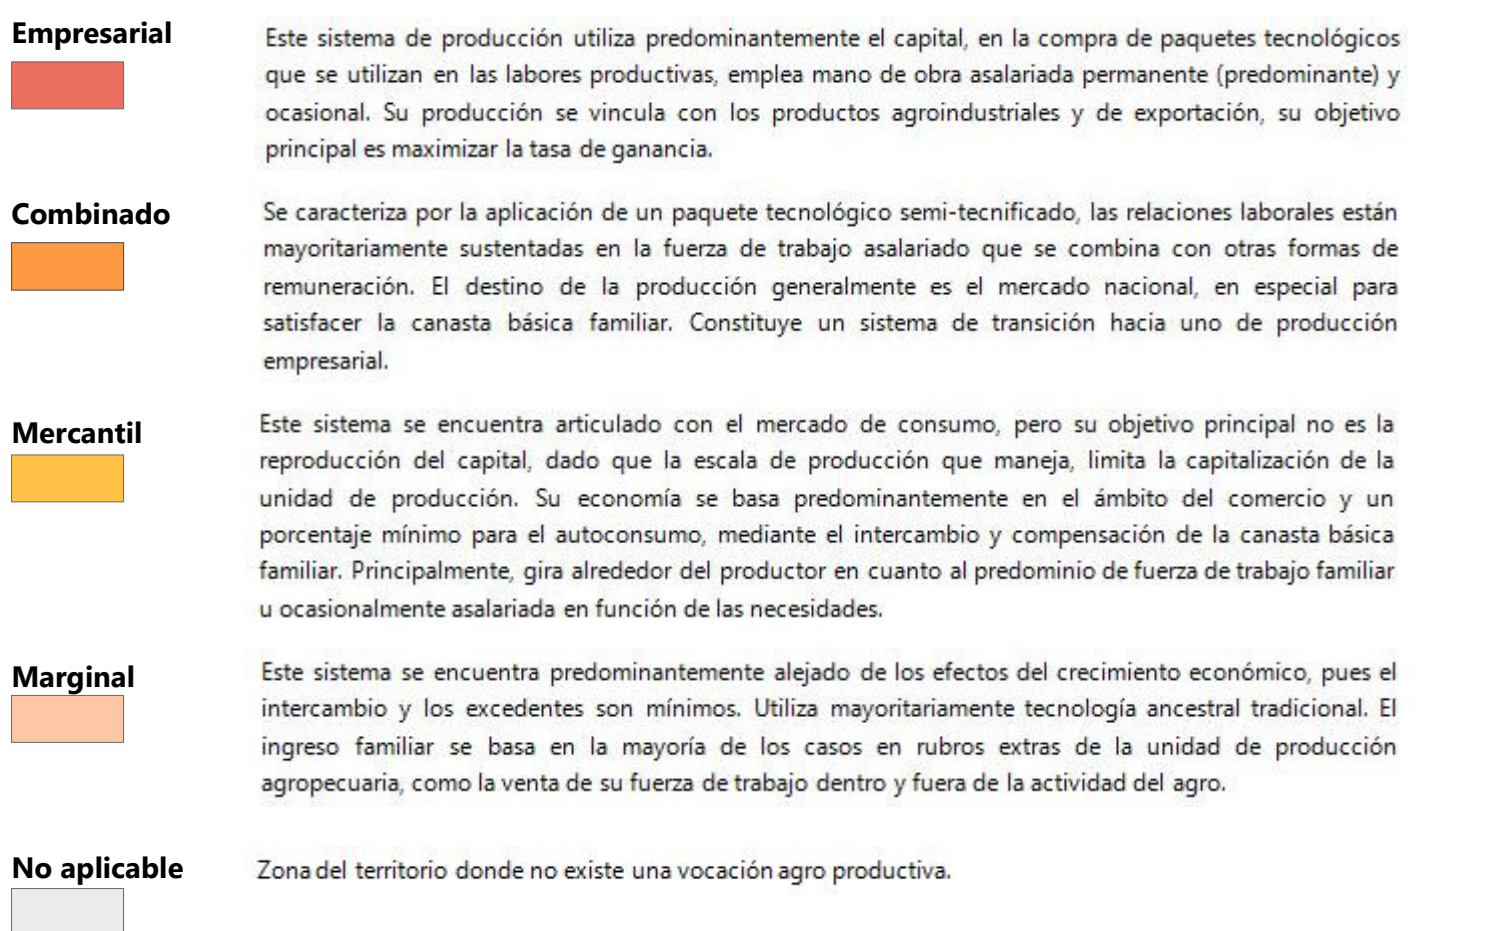 Empresarial
Este sistema de producción utiliza predominantemente el capital, en la compra de paquetes tecnológicos
que se utilizan en las labores productivas, emplea mano de obra asalariada permanente (predominante) y
ocasional. Su producción se vincula con los productos agroindustriales y de exportación, su objetivo
principal es maximizar la tasa de ganancia.
Combinado
Se caracteriza por la aplicación de un paquete tecnológico semi-tecnificado, las relaciones laborales están
mayoritariamente sustentadas en la fuerza de trabajo asalariado que se combina con otras formas de
remuneración. El destino de la producción generalmente es el mercado nacional, en especial para
satisfacer la canasta básica familiar. Constituye un sistema de transición hacia uno de producción
empresarial.
Mercantil
Este sistema se encuentra articulado con el mercado de consumo, pero su objetivo principal no es la
reproducción del capital, dado que la escala de producción que maneja, limita la capitalización de la
unidad de producción. Su economía se basa predominantemente en el ámbito del comercio y un
porcentaje mínimo para el autoconsumo, mediante el intercambio y compensación de la canasta básica
familiar. Principalmente, gira alrededor del productor en cuanto al predominio de fuerza de trabajo familiar
u ocasionalmente asalariada en función de las necesidades.
Marginal
Este sistema se encuentra predominantemente alejado de los efectos del crecimiento económico, pues el
intercambio y los excedentes son mínimos. Utiliza mayoritariamente tecnología ancestral tradicional. El
ingreso familiar se basa en la mayoría de los casos en rubros extras de la unidad de producción
agropecuaria, como la venta de su fuerza de trabajo dentro y fuera de la actividad del agro.
No aplicable
Zona del territorio donde no existe una vocación agro productiva.